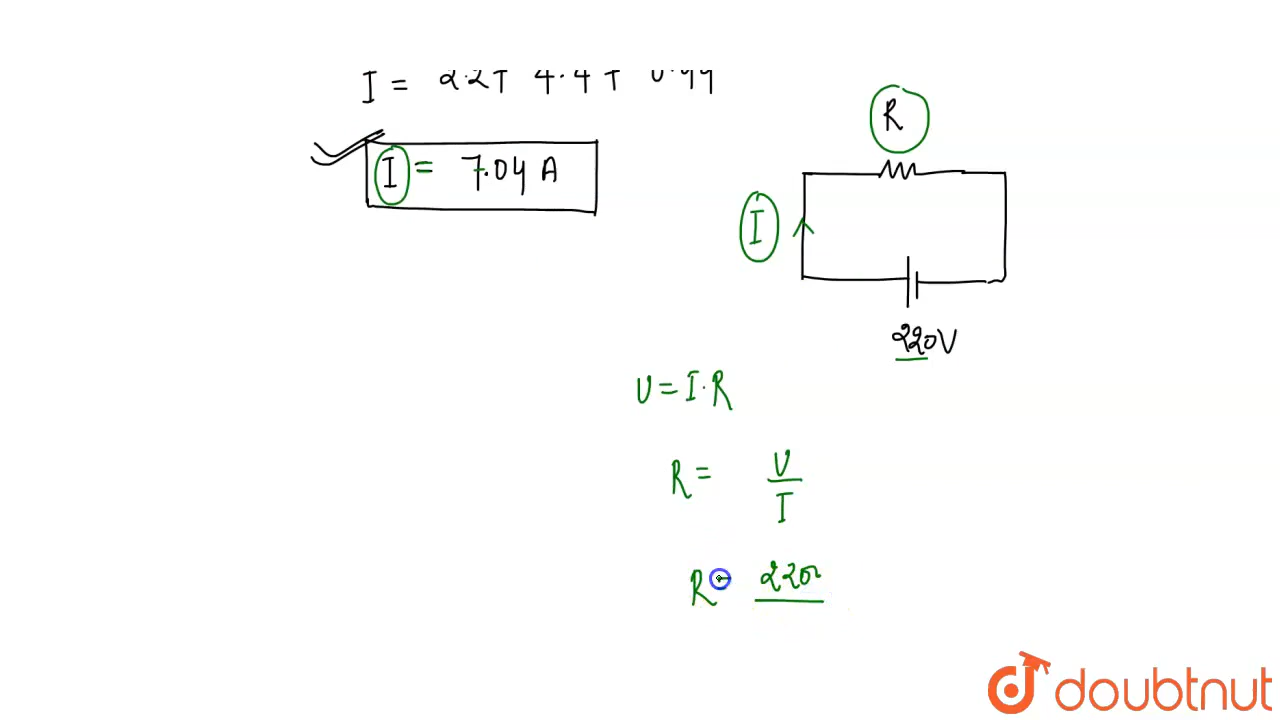 I = 2.2+ 4.4+ 0.44
I = 7.04 A
R
I
220V
V = I.R
R = V/I
R = 220
doubtnut